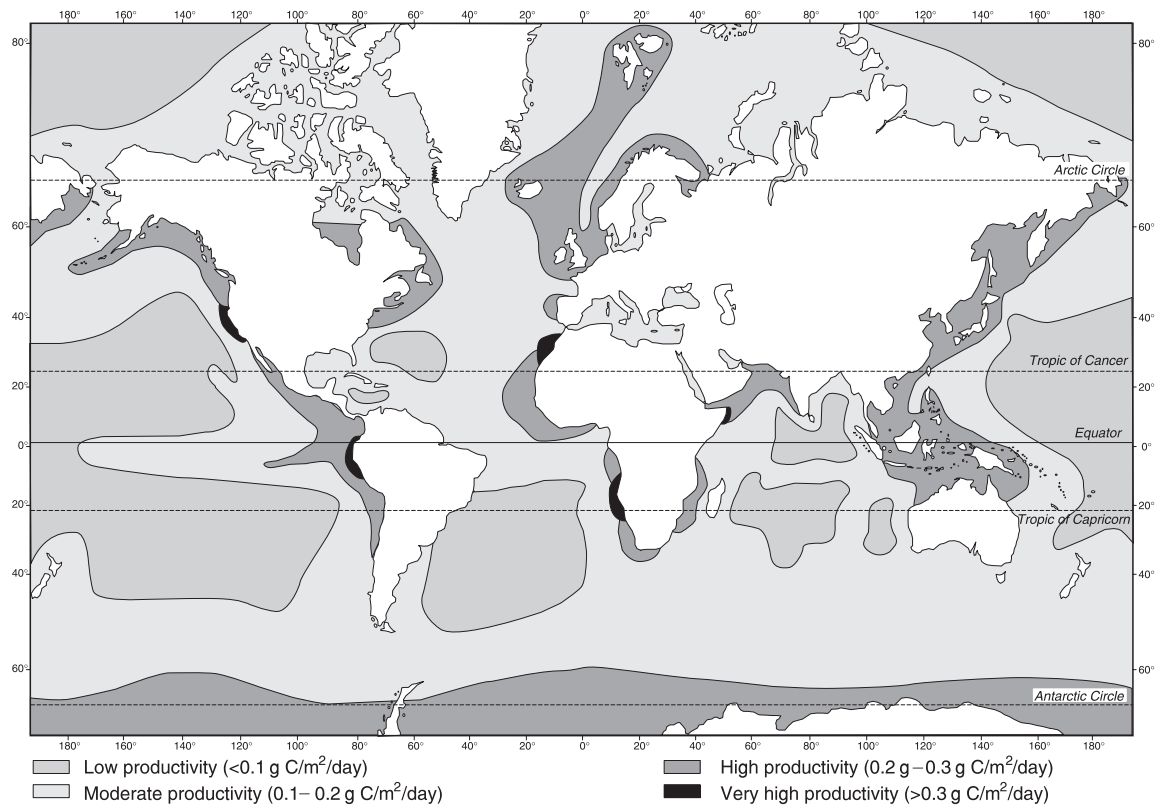 180° 160° 140° 120° 100° 80° 60° 40° 20° 0° 20° 40° 60° 80° 100° 120° 140° 160° 180°
80° 80°
Arctic Circle
60° 60°
40° 40°
Tropic of Cancer
20° 20°
Equator
0° 0°
20° 20°
Tropic of Capricorn
40° 40°
60° 60°
Antarctic Circle
180° 160° 140° 120° 100° 80° 60° 40° 20° 0° 20° 40° 60° 80° 100° 120° 140° 160° 180°
Low productivity (<0.1 g C/m²/day) High productivity (0.2 g–0.3 g C/m²/day)
Moderate productivity (0.1– 0.2 g C/m²/day) Very high productivity (>0.3 g C/m²/day)